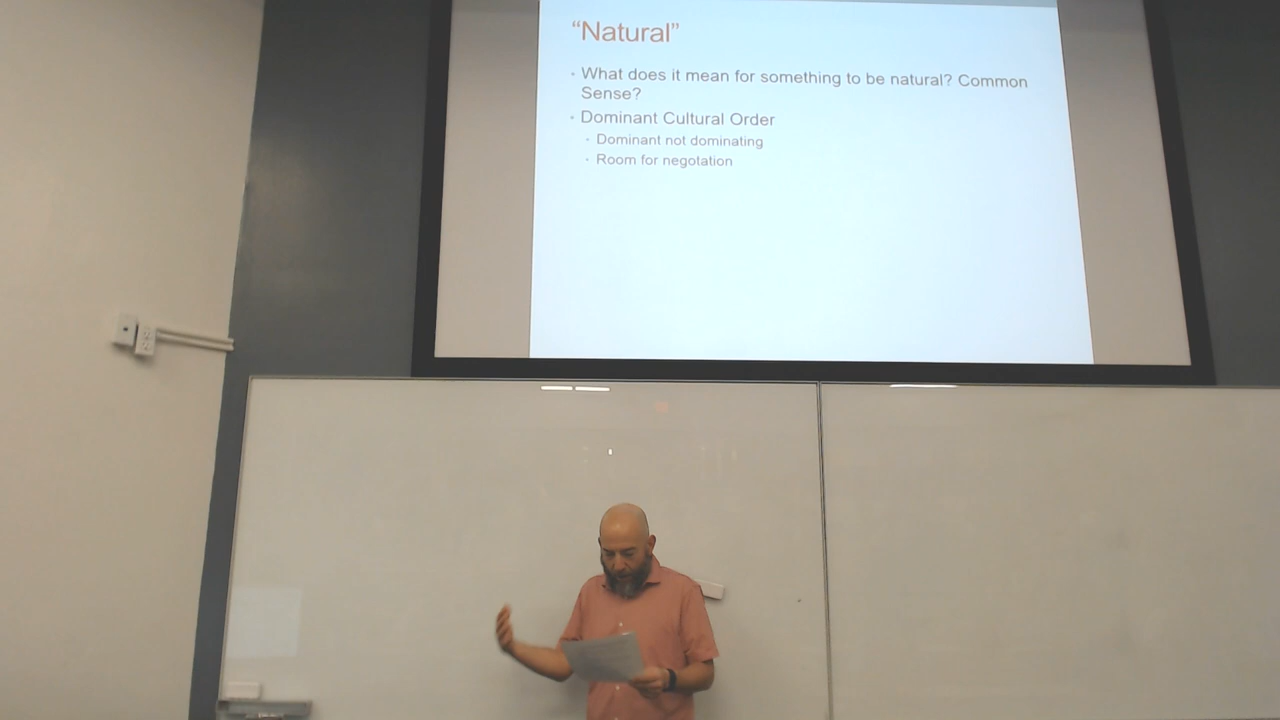 “Natural”
• What does it mean for something to be natural? Common
Sense?
• Dominant Cultural Order
• Dominant not dominating
• Room for negotation